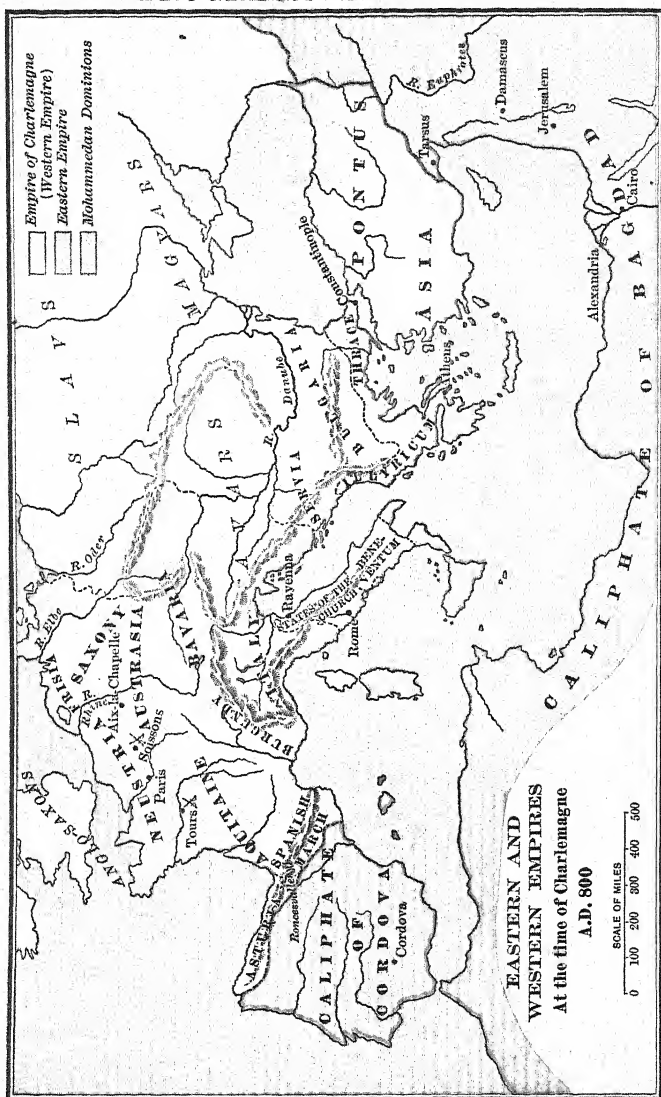 Empire of Charlemagne
(Western Empire)
Eastern Empire
Mohammedan Dominions
SLAVS
MAGYARS
R. Oder
R. Elbe
FRISIA
SAXONY
R. Rhine
Aix-la-Chapelle
AUSTRASIA
ANGLO-SAXONS
NEUSTRIA
Soissons
Paris
Tours
BAVARIA
AVARS
R. Danube
BURGUNDY
AQUITAINE
ITALY
Ravenna
STATES OF THE CHURCH
BENEVENTUM
Rome
SERVIA
BULGARIA
ILLYRICUM
THRACE
Constantinople
PONTUS
ASIA
Athens
Tarsus
R. Euphrates
Damascus
Jerusalem
Alexandria
Cairo
CALIPHATE OF BAGDAD
ASTURIA
SPANISH MARCH
CALIPHATE
OF
CORDOVA
Cordova
EASTERN AND
WESTERN EMPIRES
At the time of Charlemagne
A.D. 800
SCALE OF MILES
0 100 200 300 400 500